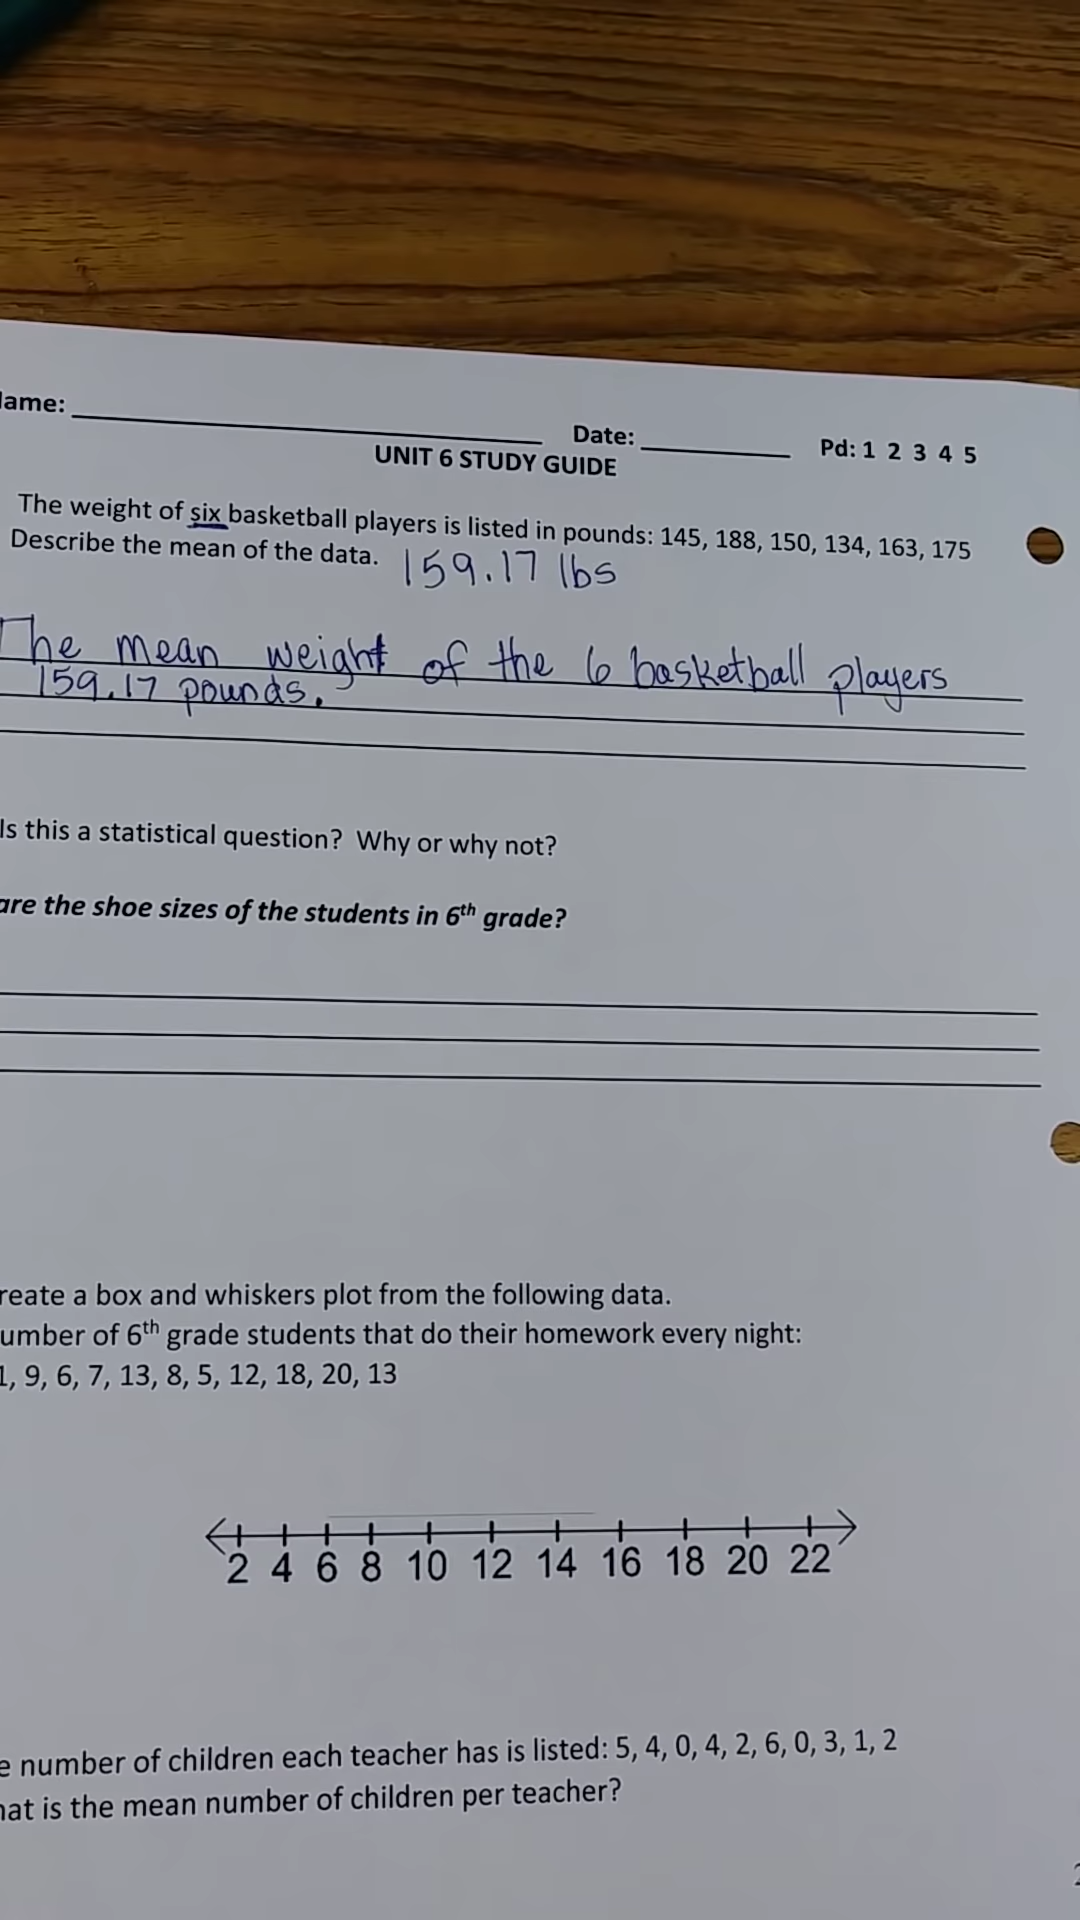 Name: Date: Pd: 1 2 3 4 5
UNIT 6 STUDY GUIDE
The weight of six basketball players is listed in pounds: 145, 188, 150, 134, 163, 175
Describe the mean of the data. 159.17 lbs
The mean weight of the 6 basketball players
159.17 pounds.
Is this a statistical question? Why or why not?
are the shoe sizes of the students in 6th grade?
reate a box and whiskers plot from the following data.
umber of 6th grade students that do their homework every night:
1, 9, 6, 7, 13, 8, 5, 12, 18, 20, 13
2 4 6 8 10 12 14 16 18 20 22
e number of children each teacher has is listed: 5, 4, 0, 4, 2, 6, 0, 3, 1, 2
hat is the mean number of children per teacher?